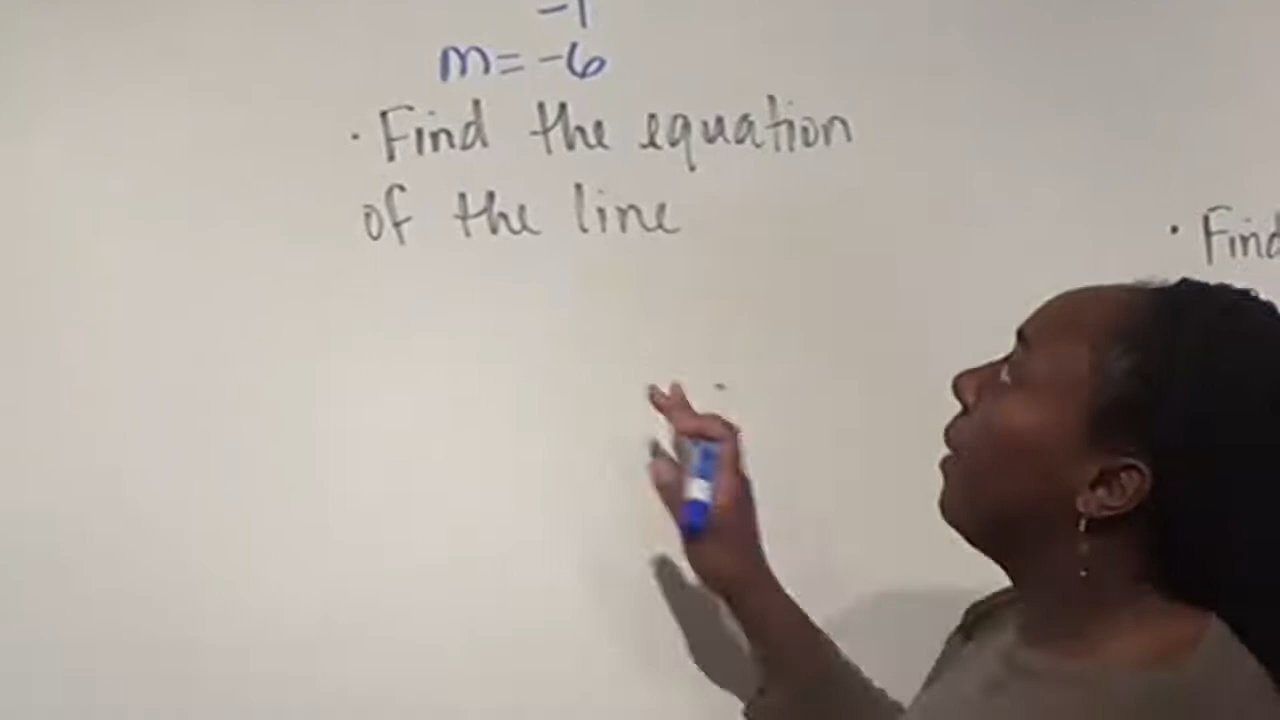 -1
m = -6
· Find the equation
of the line
· Find